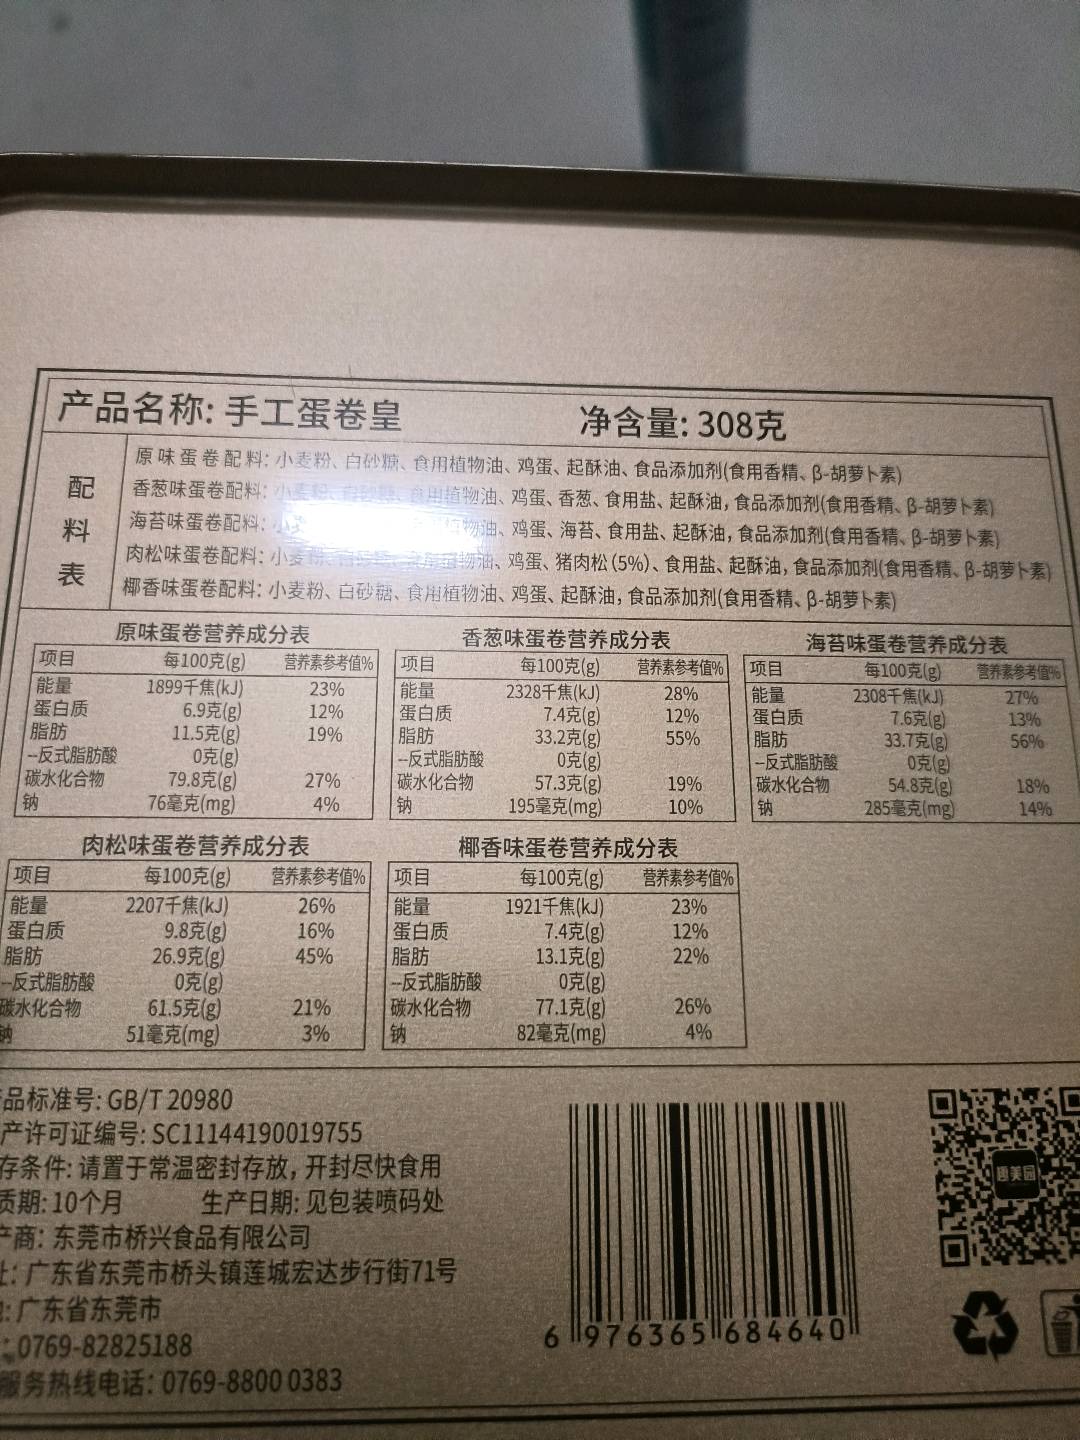 产品名称: 手工蛋卷皇 净含量: 308克
配料表
原味蛋卷配料: 小麦粉、白砂糖、食用植物油、鸡蛋、起酥油、食品添加剂(食用香精、β-胡萝卜素)
香葱味蛋卷配料: 小麦粉、白砂糖、食用植物油、鸡蛋、香葱、食用盐、起酥油, 食品添加剂(食用香精、β-胡萝卜素)
海苔味蛋卷配料: 植物油、鸡蛋、海苔、食用盐、起酥油, 食品添加剂(食用香精、β-胡萝卜素)
肉松味蛋卷配料: 小麦粉、白砂糖、食用植物油、鸡蛋、猪肉松(5%)、食用盐、起酥油, 食品添加剂(食用香精、β-胡萝卜素)
椰香味蛋卷配料: 小麦粉、白砂糖、食用植物油、鸡蛋、起酥油, 食品添加剂(食用香精、β-胡萝卜素)
原味蛋卷营养成分表
项目 每100克(g) 营养素参考值%
能量 1899千焦(kJ) 23%
蛋白质 6.9克(g) 12%
脂肪 11.5克(g) 19%
--反式脂肪酸 0克(g)
碳水化合物 79.8克(g) 27%
钠 76毫克(mg) 4%
香葱味蛋卷营养成分表
项目 每100克(g) 营养素参考值%
能量 2328千焦(kJ) 28%
蛋白质 7.4克(g) 12%
脂肪 33.2克(g) 55%
--反式脂肪酸 0克(g)
碳水化合物 57.3克(g) 19%
钠 195毫克(mg) 10%
海苔味蛋卷营养成分表
项目 每100克(g) 营养素参考值%
能量 2308千焦(kJ) 27%
蛋白质 7.6克(g) 13%
脂肪 33.7克(g) 56%
--反式脂肪酸 0克(g)
碳水化合物 54.8克(g) 18%
钠 285毫克(mg) 14%
肉松味蛋卷营养成分表
项目 每100克(g) 营养素参考值%
能量 2207千焦(kJ) 26%
蛋白质 9.8克(g) 16%
脂肪 26.9克(g) 45%
--反式脂肪酸 0克(g)
碳水化合物 61.5克(g) 21%
钠 51毫克(mg) 3%
椰香味蛋卷营养成分表
项目 每100克(g) 营养素参考值%
能量 1921千焦(kJ) 23%
蛋白质 7.4克(g) 12%
脂肪 13.1克(g) 22%
--反式脂肪酸 0克(g)
碳水化合物 77.1克(g) 26%
钠 82毫克(mg) 4%
品标准号: GB/T 20980
产许可证编号: SC11144190019755
存条件: 请置于常温密封存放, 开封尽快食用
质期: 10个月 生产日期: 见包装喷码处
产商: 东莞市桥兴食品有限公司
址: 广东省东莞市桥头镇莲城宏达步行街71号
: 广东省东莞市
: 0769-82825188
服务热线电话: 0769-8800 0383
6 976365 684640
趣美园